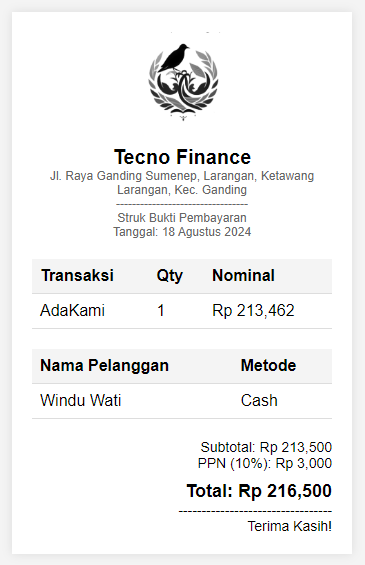 Tecno Finance
Jl. Raya Ganding Sumenep, Larangan, Ketawang
Larangan, Kec. Ganding
---------------------------------
Struk Bukti Pembayaran
Tanggal: 18 Agustus 2024
Transaksi Qty Nominal
AdaKami 1 Rp 213,462
Nama Pelanggan Metode
Windu Wati Cash
Subtotal: Rp 213,500
PPN (10%): Rp 3,000
Total: Rp 216,500
---------------------------------
Terima Kasih!